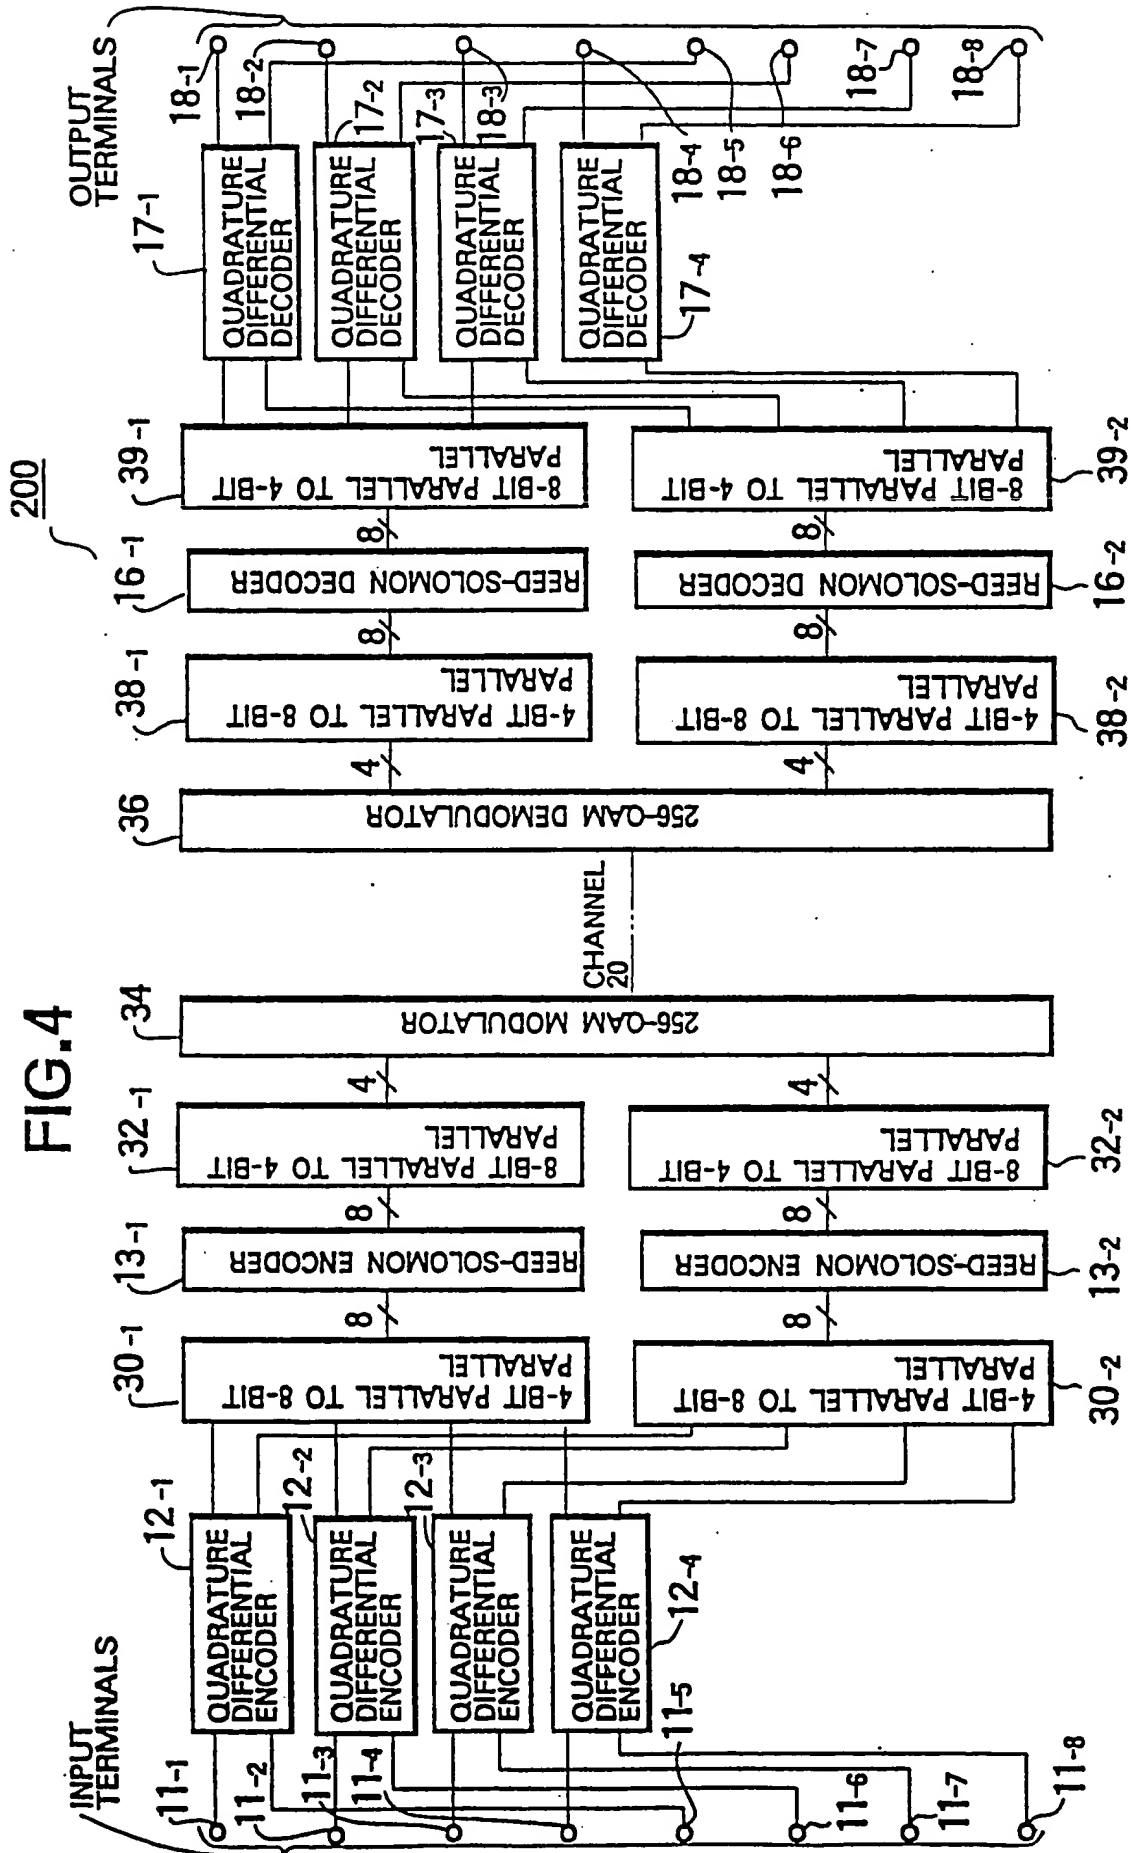 FIG.4
200
INPUT
TERMINALS
11-1
11-2
11-3
11-4
11-5
11-6
11-7
11-8
12-1
QUADRATURE
DIFFERENTIAL
ENCODER
12-2
QUADRATURE
DIFFERENTIAL
ENCODER
12-3
QUADRATURE
DIFFERENTIAL
ENCODER
12-4
QUADRATURE
DIFFERENTIAL
ENCODER
30-1
4-BIT PARALLEL TO 8-BIT
PARALLEL
30-2
4-BIT PARALLEL TO 8-BIT
PARALLEL
8
8
13-1
REED-SOLOMON ENCODER
13-2
REED-SOLOMON ENCODER
8
8
32-1
8-BIT PARALLEL TO 4-BIT
PARALLEL
32-2
8-BIT PARALLEL TO 4-BIT
PARALLEL
4
4
34
256-QAM MODULATOR
CHANNEL
20
36
256-QAM DEMODULATOR
4
4
38-1
4-BIT PARALLEL TO 8-BIT
PARALLEL
38-2
4-BIT PARALLEL TO 8-BIT
PARALLEL
8
8
16-1
REED-SOLOMON DECODER
16-2
REED-SOLOMON DECODER
8
8
39-1
8-BIT PARALLEL TO 4-BIT
PARALLEL
39-2
8-BIT PARALLEL TO 4-BIT
PARALLEL
17-1
QUADRATURE
DIFFERENTIAL
DECODER
17-2
QUADRATURE
DIFFERENTIAL
DECODER
17-3
QUADRATURE
DIFFERENTIAL
DECODER
17-4
QUADRATURE
DIFFERENTIAL
DECODER
OUTPUT
TERMINALS
18-1
18-2
18-3
18-4
18-5
18-6
18-7
18-8